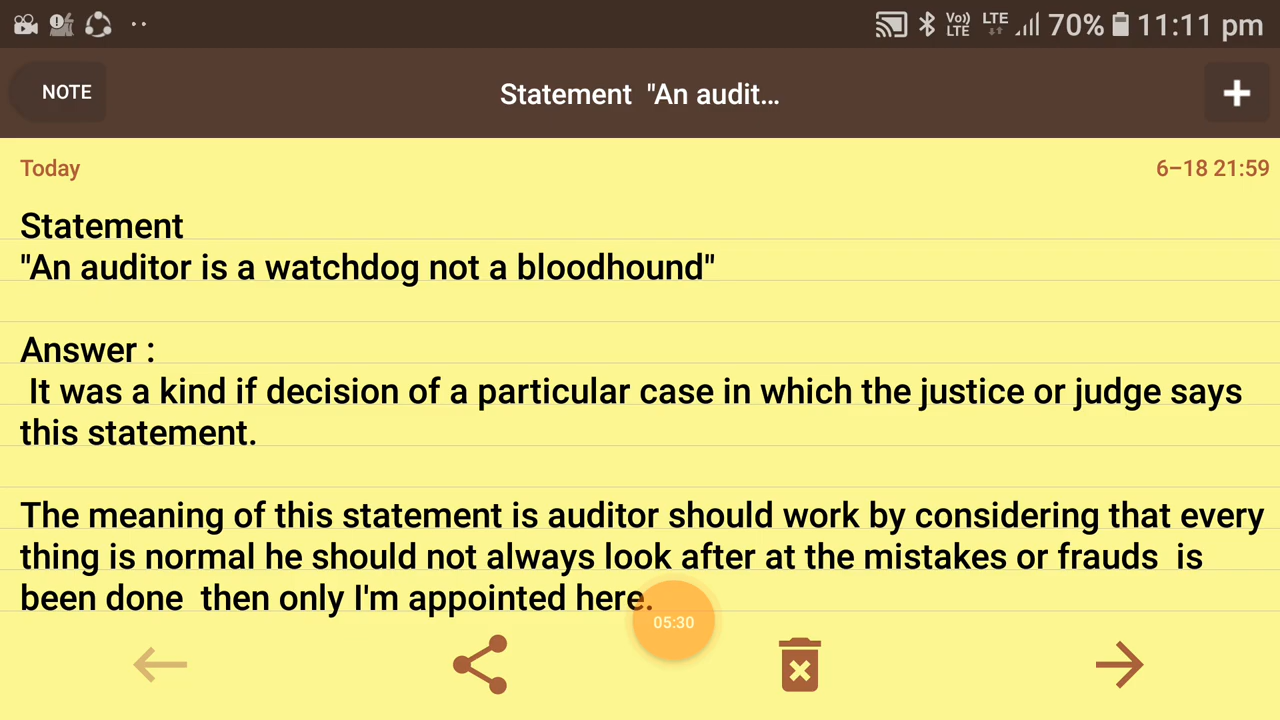 Vo)) LTE LTE 70% 11:11 pm
NOTE Statement "An audit...
Today 6-18 21:59
Statement
"An auditor is a watchdog not a bloodhound"
Answer :
It was a kind if decision of a particular case in which the justice or judge says
this statement.
The meaning of this statement is auditor should work by considering that every
thing is normal he should not always look after at the mistakes or frauds is
been done then only I'm appointed here.
05:30